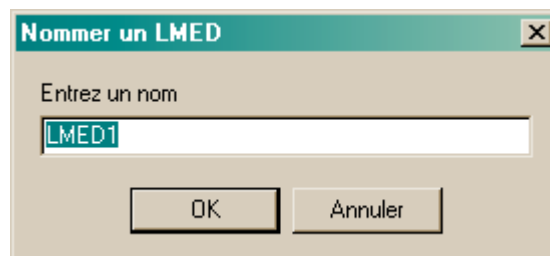 Nommer un LMED
Entrez un nom
LMED1
OK
Annuler